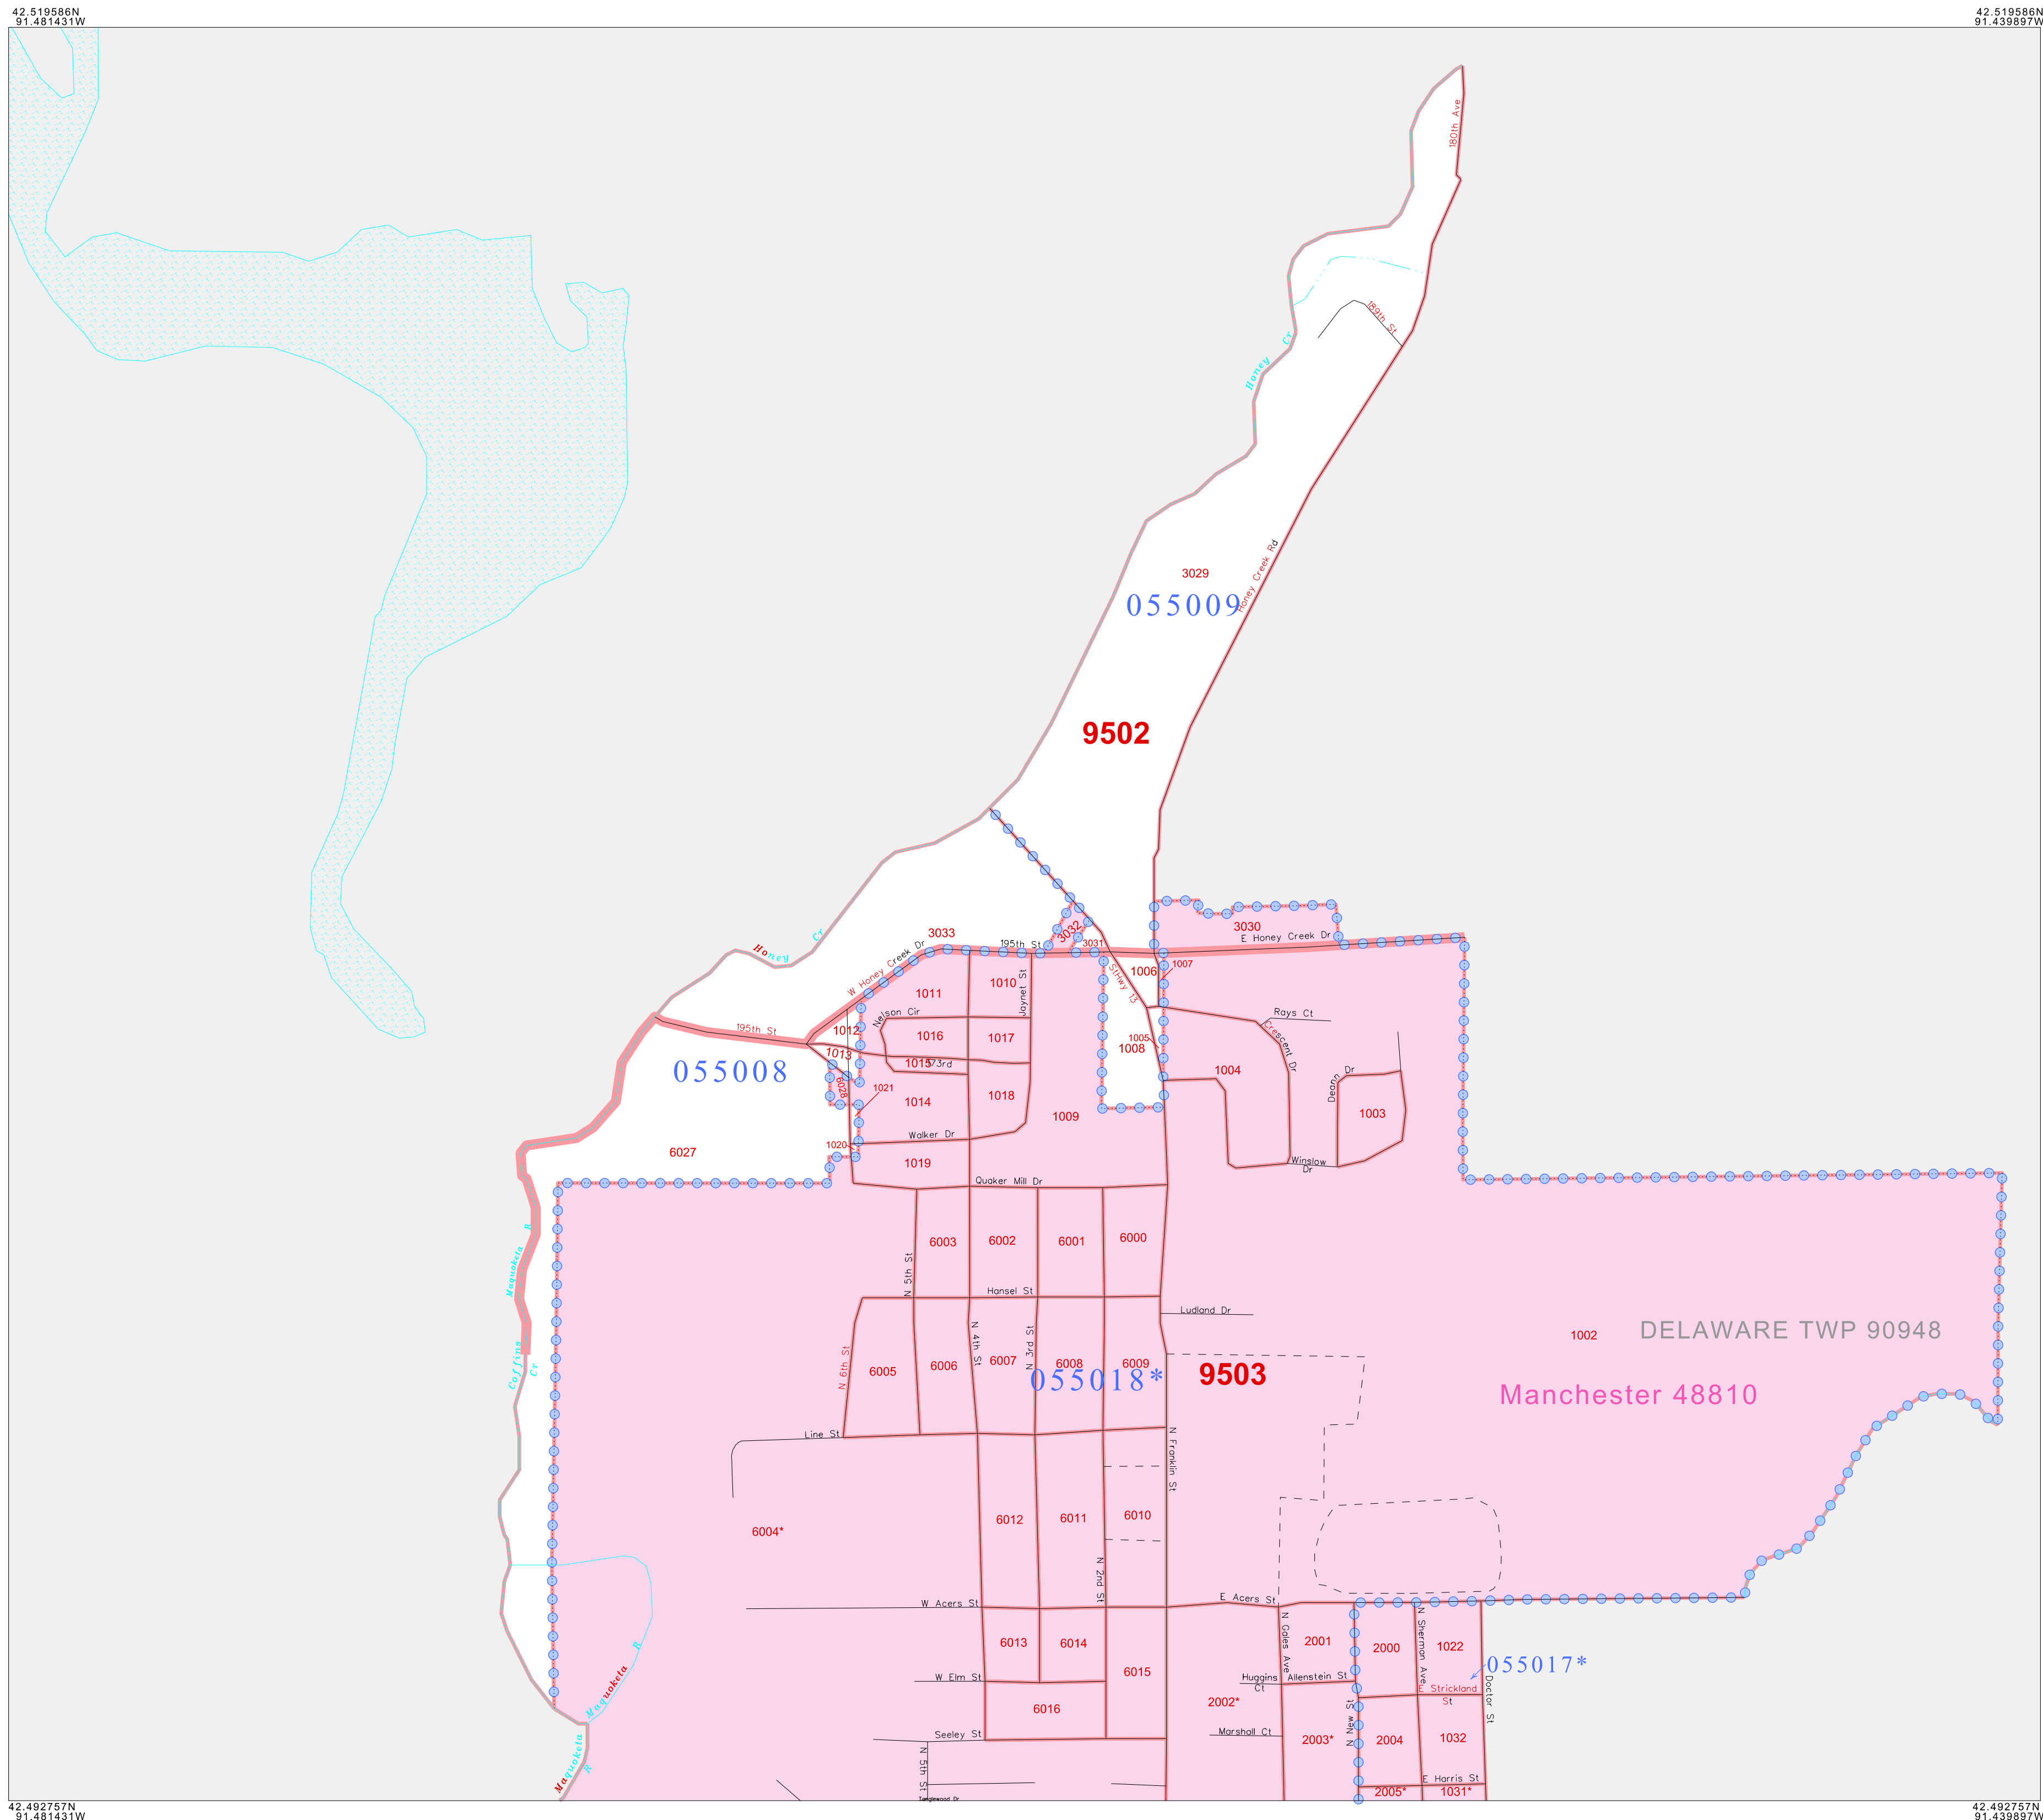 42.519586N
91.481431W
42.519586N
91.439897W
180th Ave
189th St
Honey Cr
3029
055009
Honey Creek Rd
9502
3033
3032
3031
195th St
3030
E Honey Creek Dr
Honey Cr
W Honey Creek Dr
195th St
StHwy 13
1006
1007
1010
1011
Jaynet St
Nelson Cir
1012
1013
1016
1017
1015
173rd
6028
1021
1014
1018
1009
1005
1008
1004
Rays Ct
Crescent Dr
Deann Dr
1003
055008
6027
1020
Walker Dr
1019
Winslow
Dr
Quaker Mill Dr
6003
6002
6001
6000
N 5th St
Hansel St
Ludland Dr
Maquoketa R
Coffins Cr
N 6th St
6005
6006
N 4th St
6007
N 3rd St
6008
6009
055018*
9503
1002
DELAWARE TWP 90948
Manchester 48810
Line St
N Franklin St
6004*
6012
6011
6010
N 2nd St
W Acers St
E Acers St
6013
6014
6015
N Gales Ave
2001
2000
N Sherman Ave
1022
055017*
W Elm St
Huggins
Ct
Allenstein St
E Strickland
St
Doctor St
6016
2002*
Maquoketa R
Seeley St
Marshall Ct
2003*
N New St
2004
1032
Maquoketa R
N 5th St
E Harris St
2005*
1031*
Tanglewood Dr
42.492757N
91.481431W
42.492757N
91.439897W